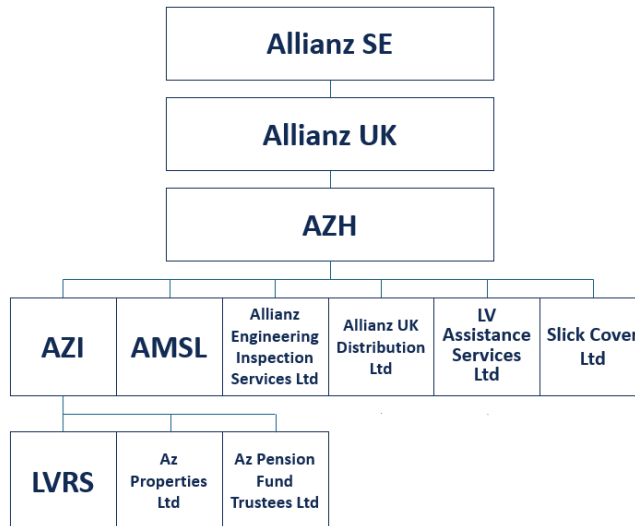 Allianz SE
Allianz UK
AZH
AZI
AMSL
Allianz
Engineering
Inspection
Services Ltd
Allianz UK
Distribution
Ltd
LV
Assistance
Services
Ltd
Slick Cover
Ltd
LVRS
Az
Properties
Ltd
Az Pension
Fund
Trustees Ltd